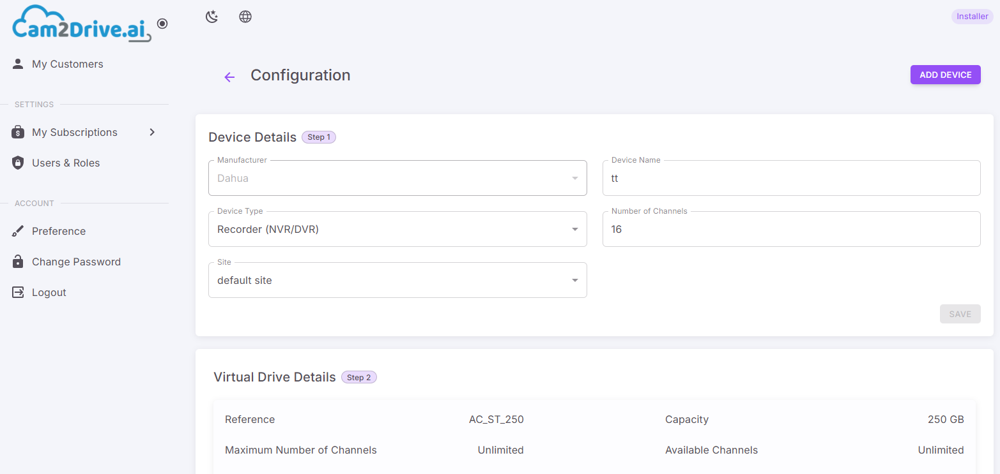 Cam2Drive.ai
Installer
My Customers
Configuration
ADD DEVICE
SETTINGS
My Subscriptions
Users & Roles
ACCOUNT
Preference
Change Password
Logout
Device Details Step 1
Manufacturer
Dahua
Device Name
tt
Device Type
Recorder (NVR/DVR)
Number of Channels
16
Site
default site
SAVE
Virtual Drive Details Step 2
Reference AC_ST_250 Capacity 250 GB
Maximum Number of Channels Unlimited Available Channels Unlimited